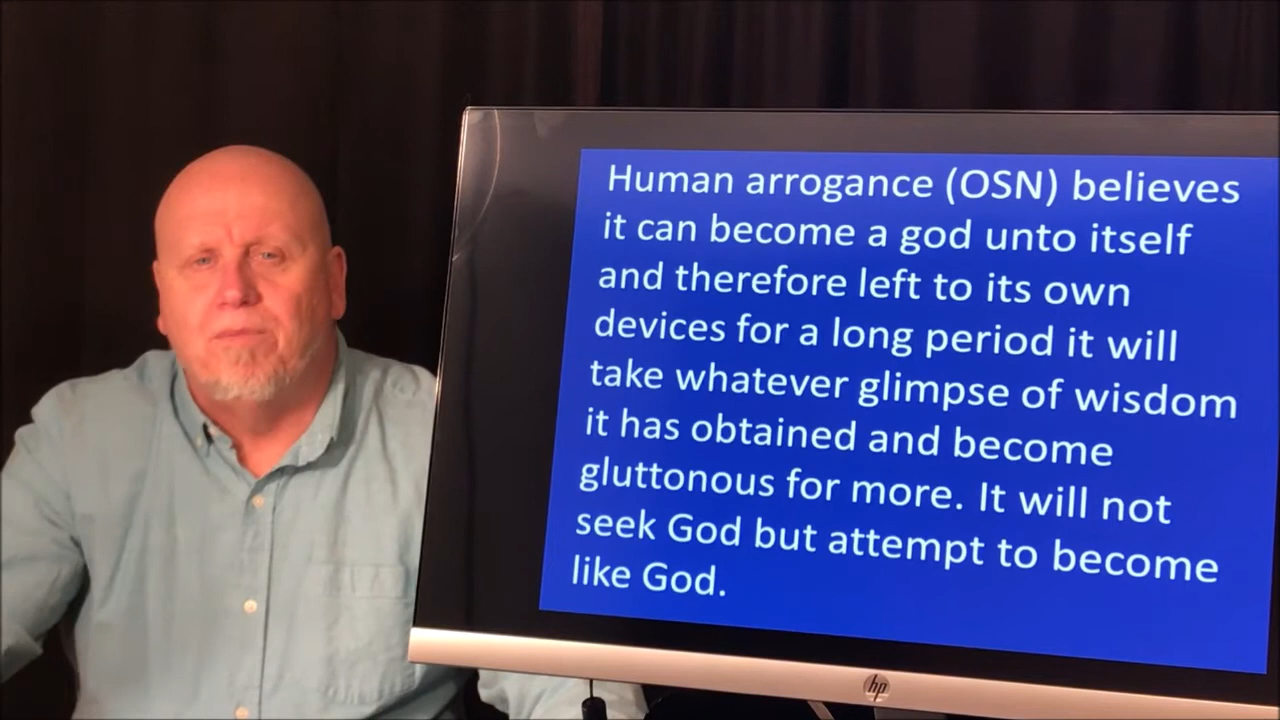 Human arrogance (OSN) believes
it can become a god unto itself
and therefore left to its own
devices for a long period it will
take whatever glimpse of wisdom
it has obtained and become
gluttonous for more. It will not
seek God but attempt to become
like God.
hp